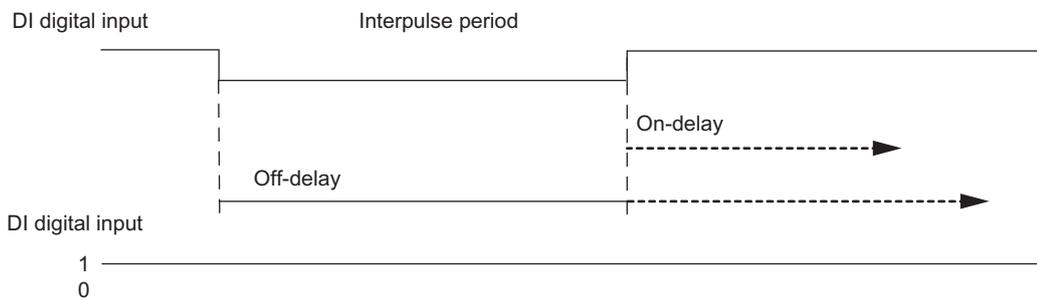 DI digital input
Interpulse period
On-delay
Off-delay
DI digital input
1
0